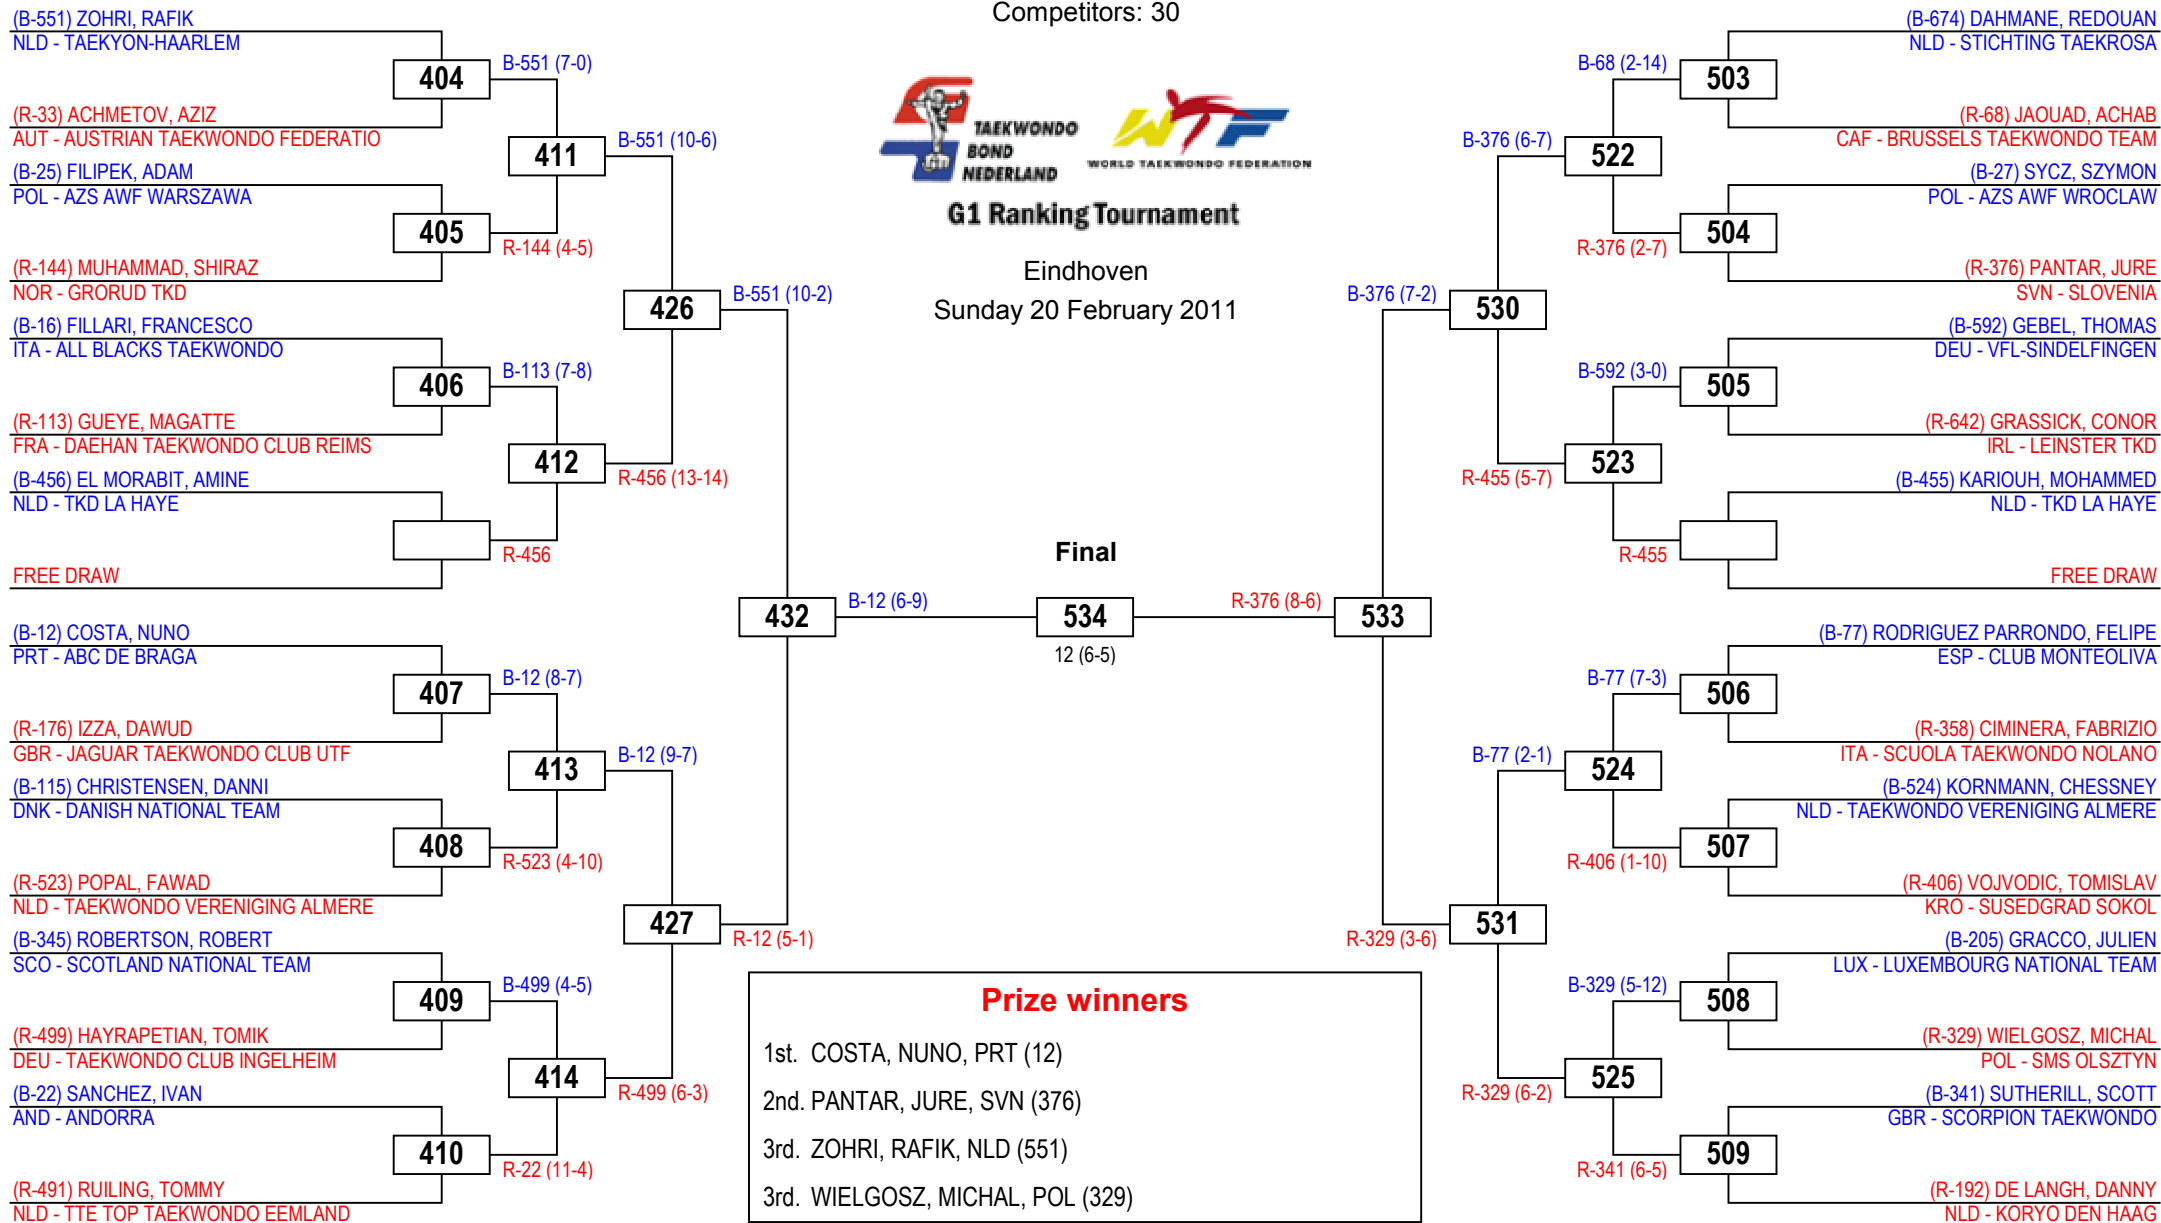 Competitors: 30
TAEKWONDO
BOND
NEDERLAND
WTF
WORLD TAEKWONDO FEDERATION
G1 Ranking Tournament
Eindhoven
Sunday 20 February 2011
(B-551) ZOHRI, RAFIK
NLD - TAEKYON-HAARLEM
404
B-551 (7-0)
(R-33) ACHMETOV, AZIZ
AUT - AUSTRIAN TAEKWONDO FEDERATIO
411
B-551 (10-6)
(B-25) FILIPEK, ADAM
POL - AZS AWF WARSZAWA
405
R-144 (4-5)
(R-144) MUHAMMAD, SHIRAZ
NOR - GRORUD TKD
426
B-551 (10-2)
(B-16) FILLARI, FRANCESCO
ITA - ALL BLACKS TAEKWONDO
406
B-113 (7-8)
(R-113) GUEYE, MAGATTE
FRA - DAEHAN TAEKWONDO CLUB REIMS
412
R-456 (13-14)
(B-456) EL MORABIT, AMINE
NLD - TKD LA HAYE
R-456
FREE DRAW
432
B-12 (6-9)
(B-12) COSTA, NUNO
PRT - ABC DE BRAGA
407
B-12 (8-7)
(R-176) IZZA, DAWUD
GBR - JAGUAR TAEKWONDO CLUB UTF
413
B-12 (9-7)
(B-115) CHRISTENSEN, DANNI
DNK - DANISH NATIONAL TEAM
408
R-523 (4-10)
(R-523) POPAL, FAWAD
NLD - TAEKWONDO VERENIGING ALMERE
427
R-12 (5-1)
(B-345) ROBERTSON, ROBERT
SCO - SCOTLAND NATIONAL TEAM
409
B-499 (4-5)
(R-499) HAYRAPETIAN, TOMIK
DEU - TAEKWONDO CLUB INGELHEIM
414
R-499 (6-3)
(B-22) SANCHEZ, IVAN
AND - ANDORRA
410
R-22 (11-4)
(R-491) RUILING, TOMMY
NLD - TTE TOP TAEKWONDO EEMLAND
Final
534
12 (6-5)
(B-674) DAHMANE, REDOUAN
NLD - STICHTING TAEKROSA
B-68 (2-14)
503
(R-68) JAOUAD, ACHAB
CAF - BRUSSELS TAEKWONDO TEAM
B-376 (6-7)
522
(B-27) SYCZ, SZYMON
POL - AZS AWF WROCLAW
504
R-376 (2-7)
(R-376) PANTAR, JURE
SVN - SLOVENIA
B-376 (7-2)
530
(B-592) GEBEL, THOMAS
DEU - VFL-SINDELFINGEN
B-592 (3-0)
505
(R-642) GRASSICK, CONOR
IRL - LEINSTER TKD
523
R-455 (5-7)
(B-455) KARIOUH, MOHAMMED
NLD - TKD LA HAYE
R-455
FREE DRAW
R-376 (8-6)
533
(B-77) RODRIGUEZ PARRONDO, FELIPE
ESP - CLUB MONTEOLIVA
B-77 (7-3)
506
(R-358) CIMINERA, FABRIZIO
ITA - SCUOLA TAEKWONDO NOLANO
B-77 (2-1)
524
(B-524) KORNMANN, CHESSNEY
NLD - TAEKWONDO VERENIGING ALMERE
507
R-406 (1-10)
(R-406) VOJVODIC, TOMISLAV
KRO - SUSEDGRAD SOKOL
531
R-329 (3-6)
(B-205) GRACCO, JULIEN
LUX - LUXEMBOURG NATIONAL TEAM
B-329 (5-12)
508
(R-329) WIELGOSZ, MICHAL
POL - SMS OLSZTYN
525
R-329 (6-2)
(B-341) SUTHERILL, SCOTT
GBR - SCORPION TAEKWONDO
509
R-341 (6-5)
(R-192) DE LANGH, DANNY
NLD - KORYO DEN HAAG
Prize winners
1st. COSTA, NUNO, PRT (12)
2nd. PANTAR, JURE, SVN (376)
3rd. ZOHRI, RAFIK, NLD (551)
3rd. WIELGOSZ, MICHAL, POL (329)